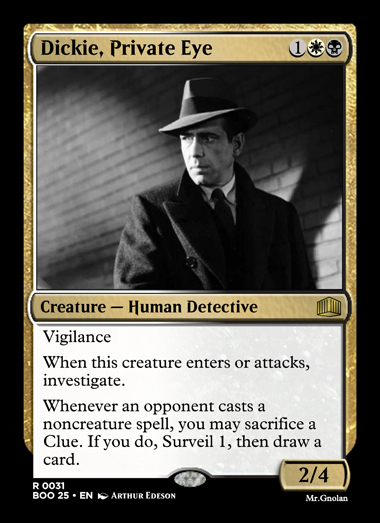 Dickie, Private Eye 1
Creature — Human Detective
Vigilance
When this creature enters or attacks,
investigate.
Whenever an opponent casts a
noncreature spell, you may sacrifice a
Clue. If you do, Surveil 1, then draw a
card.
2/4
R 0031
BOO 25 • EN Arthur Edeson
Mr.Gnolan